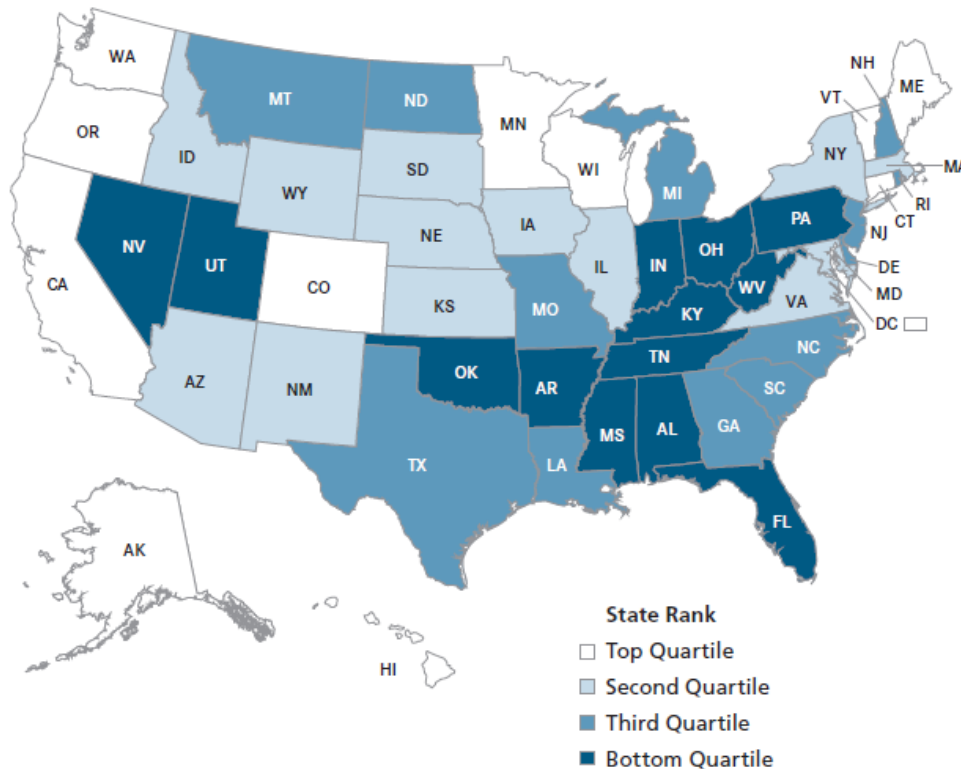 WA
MT
ND
MN
NH
ME
VT
OR
ID
SD
WI
NY
MA
WY
MI
RI
CT
NE
IA
PA
NJ
NV
UT
CO
IL
IN
OH
DE
CA
KS
MO
WV
VA
MD
KY
DC
NC
TN
AZ
NM
OK
AR
SC
MS
AL
GA
TX
LA
FL
AK
HI
State Rank
Top Quartile
Second Quartile
Third Quartile
Bottom Quartile